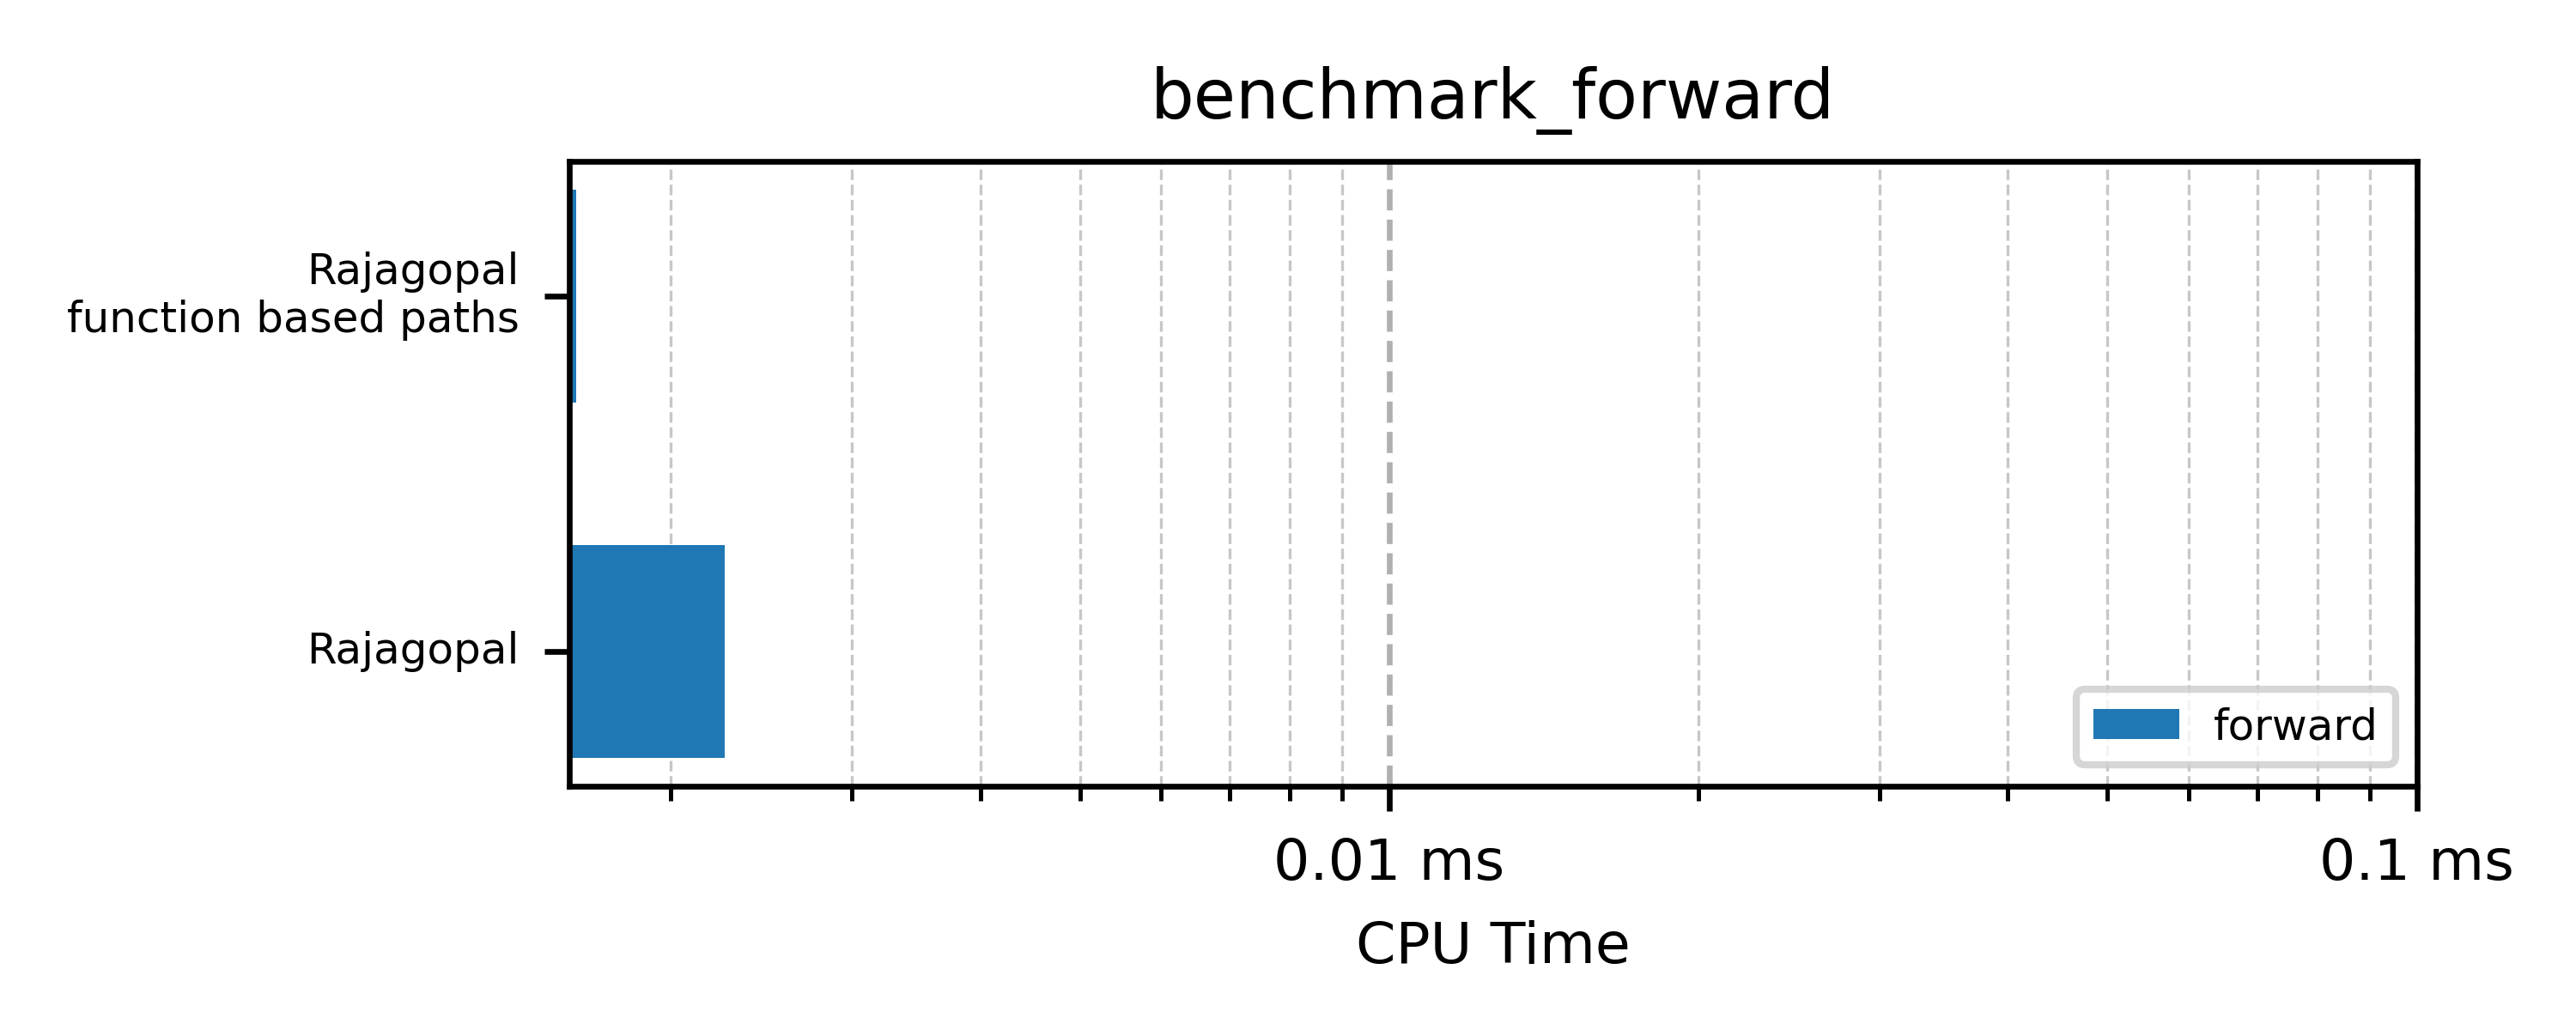 benchmark_forward
Rajagopal
function based paths
Rajagopal
forward
0.01 ms
0.1 ms
CPU Time